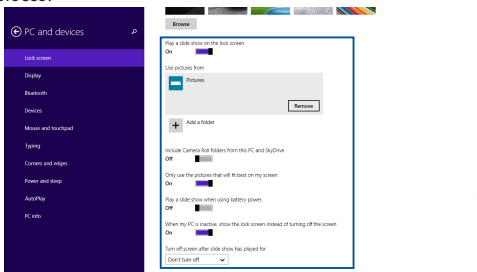 PC and devices
Lock screen
Display
Bluetooth
Devices
Mouse and touchpad
Typing
Corners and edges
Power and sleep
AutoPlay
PC info
Browse
Play a slide show on the lock screen
On
Use pictures from
Pictures
Remove
Add a folder
Include Camera Roll folders from this PC and SkyDrive
Off
Only use the pictures that will fit best on my screen
On
Play a slide show when using battery power
Off
When my PC is inactive, show the lock screen instead of turning off the screen
On
Turn off screen after slide show has played for
Don't turn off